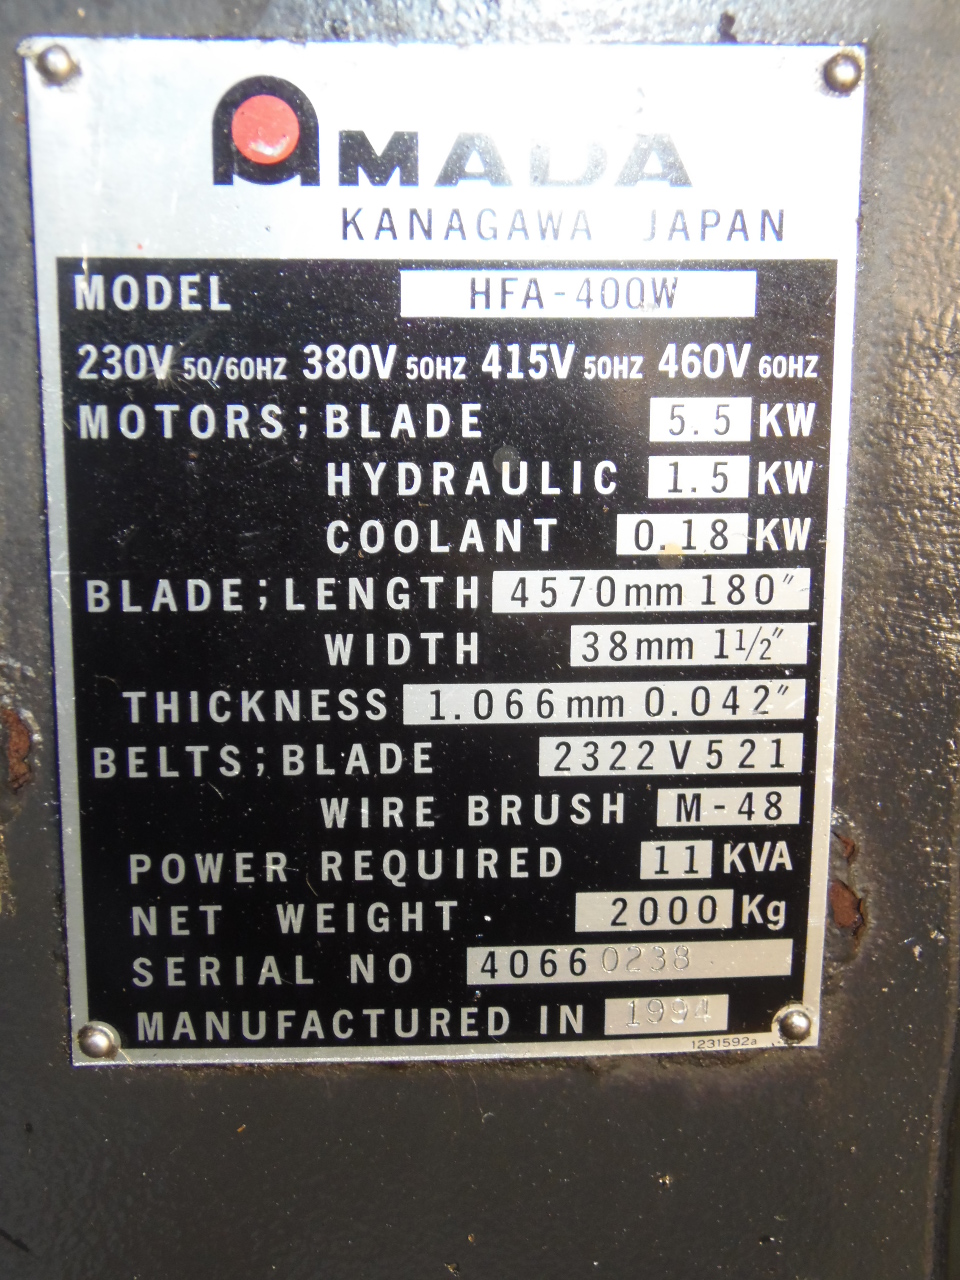 AMADA
KANAGAWA JAPAN
MODEL HFA-400W
230V 50/60HZ 380V 50HZ 415V 50HZ 460V 60HZ
MOTORS; BLADE 5.5 KW
HYDRAULIC 1.5 KW
COOLANT 0.18 KW
BLADE; LENGTH 4570mm 180″
WIDTH 38mm 1 1/2″
THICKNESS 1.066mm 0.042″
BELTS; BLADE 2322V521
WIRE BRUSH M-48
POWER REQUIRED 11 KVA
NET WEIGHT 2000 Kg
SERIAL NO 40660238
MANUFACTURED IN 1994
1231592a